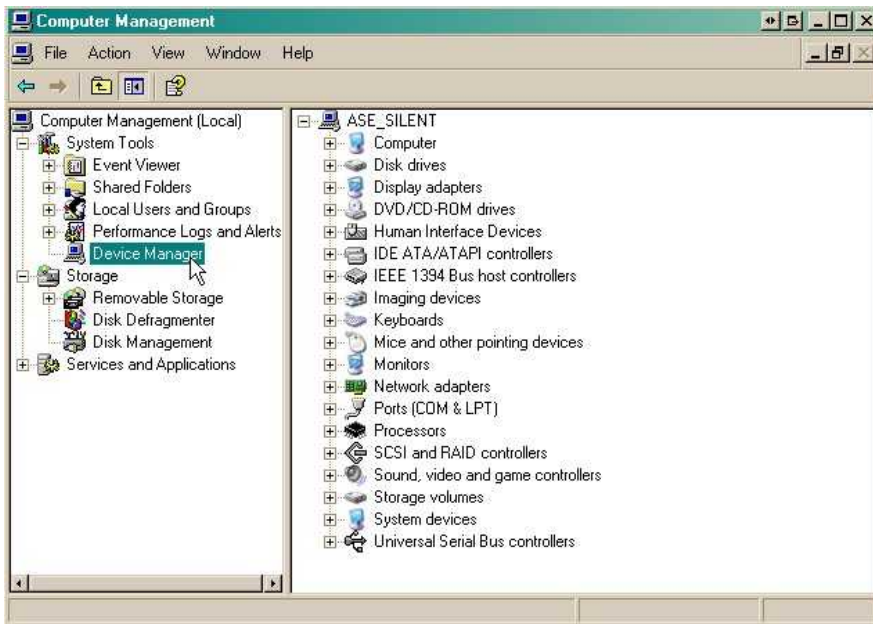 Computer Management
File Action View Window Help
Computer Management (Local)
System Tools
Event Viewer
Shared Folders
Local Users and Groups
Performance Logs and Alerts
Device Manager
Storage
Removable Storage
Disk Defragmenter
Disk Management
Services and Applications
ASE_SILENT
Computer
Disk drives
Display adapters
DVD/CD-ROM drives
Human Interface Devices
IDE ATA/ATAPI controllers
IEEE 1394 Bus host controllers
Imaging devices
Keyboards
Mice and other pointing devices
Monitors
Network adapters
Ports (COM & LPT)
Processors
SCSI and RAID controllers
Sound, video and game controllers
Storage volumes
System devices
Universal Serial Bus controllers